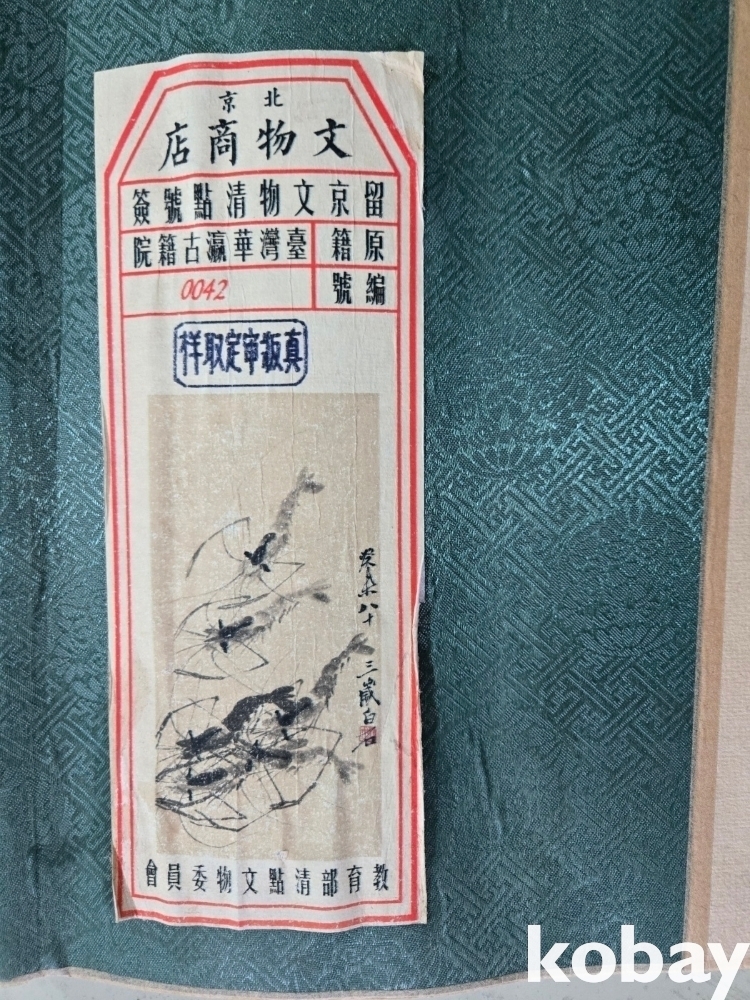 北京
文物商店
留京文物清點號簽
原籍 臺灣華瀛古籍院
編號 0042
真審定取样
癸未八十三歲白
教育部清點文物委員會
kobay